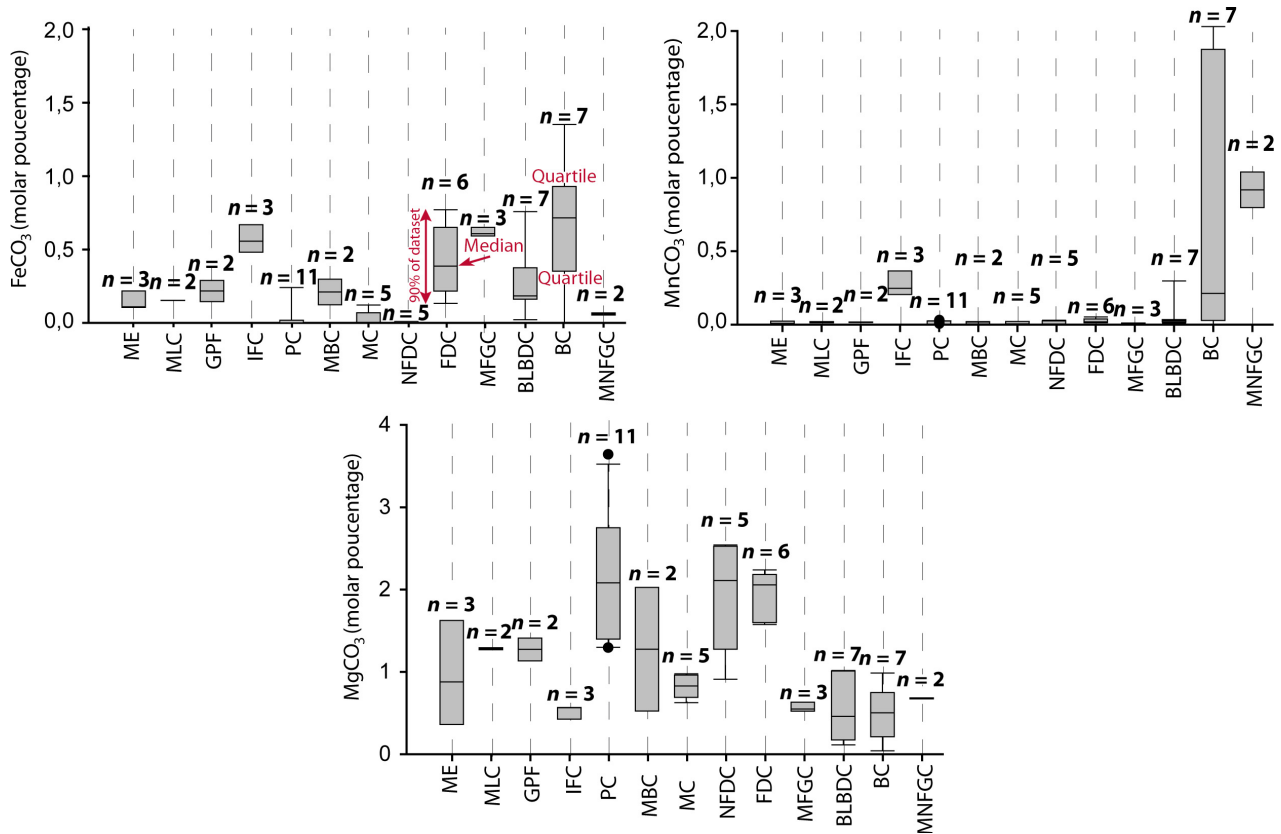 FeCO3 (molar poucentage)
2,0
1,5
1,0
0,5
0,0
n = 3
n = 2
n = 2
n = 3
n = 11
n = 2
n = 5
n = 5
n = 6
n = 3
n = 7
n = 7
n = 2
90% of dataset
Median
Quartile
Quartile
ME
MLC
GPF
IFC
PC
MBC
MC
NFDC
FDC
MFGC
BLBDC
BC
MNFGC
MnCO3 (molar poucentage)
2,0
1,5
1,0
0,5
0,0
n = 3
n = 2
n = 2
n = 3
n = 11
n = 2
n = 5
n = 5
n = 6
n = 3
n = 7
n = 7
n = 2
ME
MLC
GPF
IFC
PC
MBC
MC
NFDC
FDC
MFGC
BLBDC
BC
MNFGC
MgCO3 (molar poucentage)
4
3
2
1
0
n = 3
n = 2
n = 2
n = 3
n = 11
n = 2
n = 5
n = 5
n = 6
n = 3
n = 7
n = 7
n = 2
ME
MLC
GPF
IFC
PC
MBC
MC
NFDC
FDC
MFGC
BLBDC
BC
MNFGC